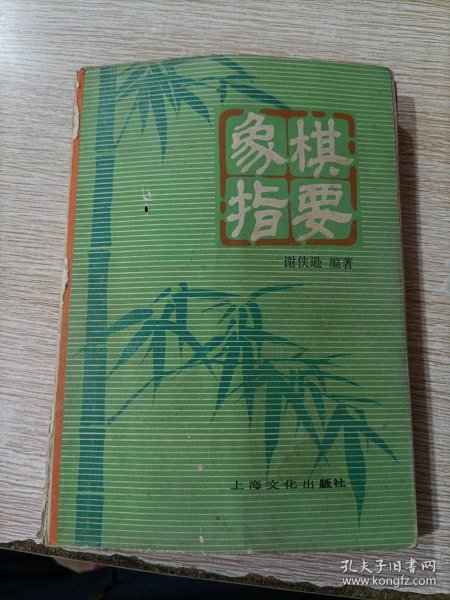 象棋
指要
谢侠逊 编著
上海文化出版社
孔夫子旧书网
www.kongfz.com